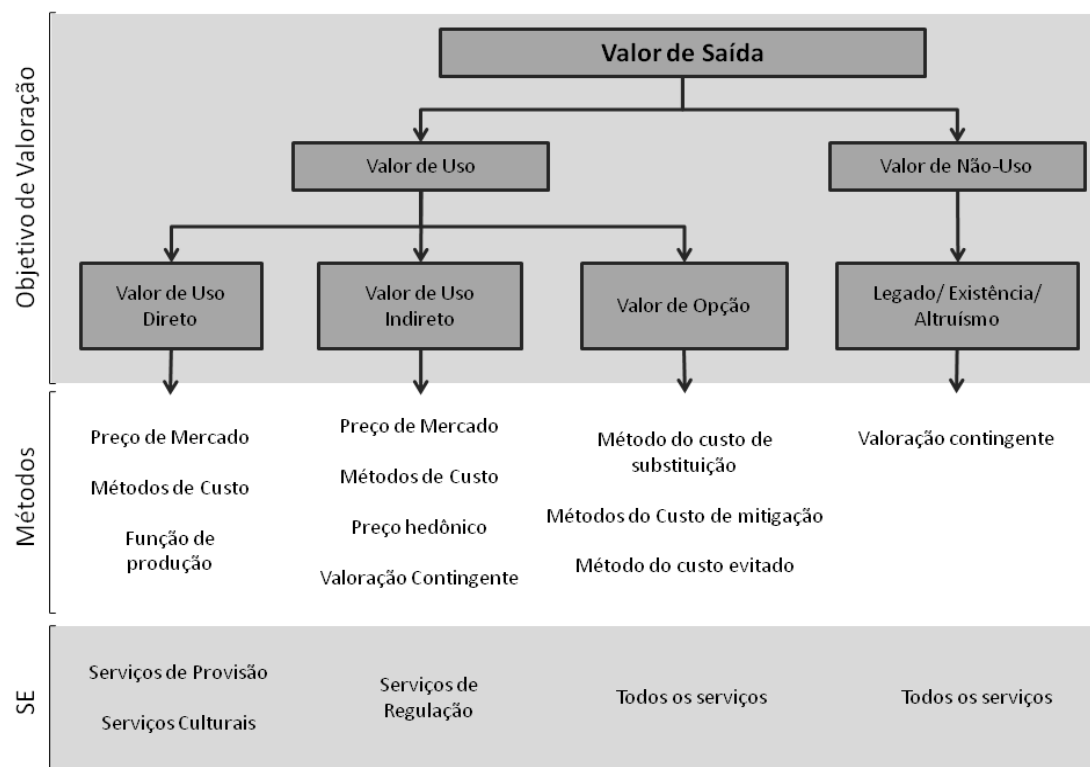 Objetivo de Valoração
Valor de Saída
Valor de Uso
Valor de Não-Uso
Valor de Uso
Direto
Valor de Uso
Indireto
Valor de Opção
Legado/ Existência/
Altruísmo
Métodos
Preço de Mercado
Métodos de Custo
Função de
produção
Preço de Mercado
Métodos de Custo
Preço hedônico
Valoração Contingente
Método do custo de
substituição
Métodos do Custo de mitigação
Método do custo evitado
Valoração contingente
SE
Serviços de Provisão
Serviços Culturais
Serviços de
Regulação
Todos os serviços
Todos os serviços